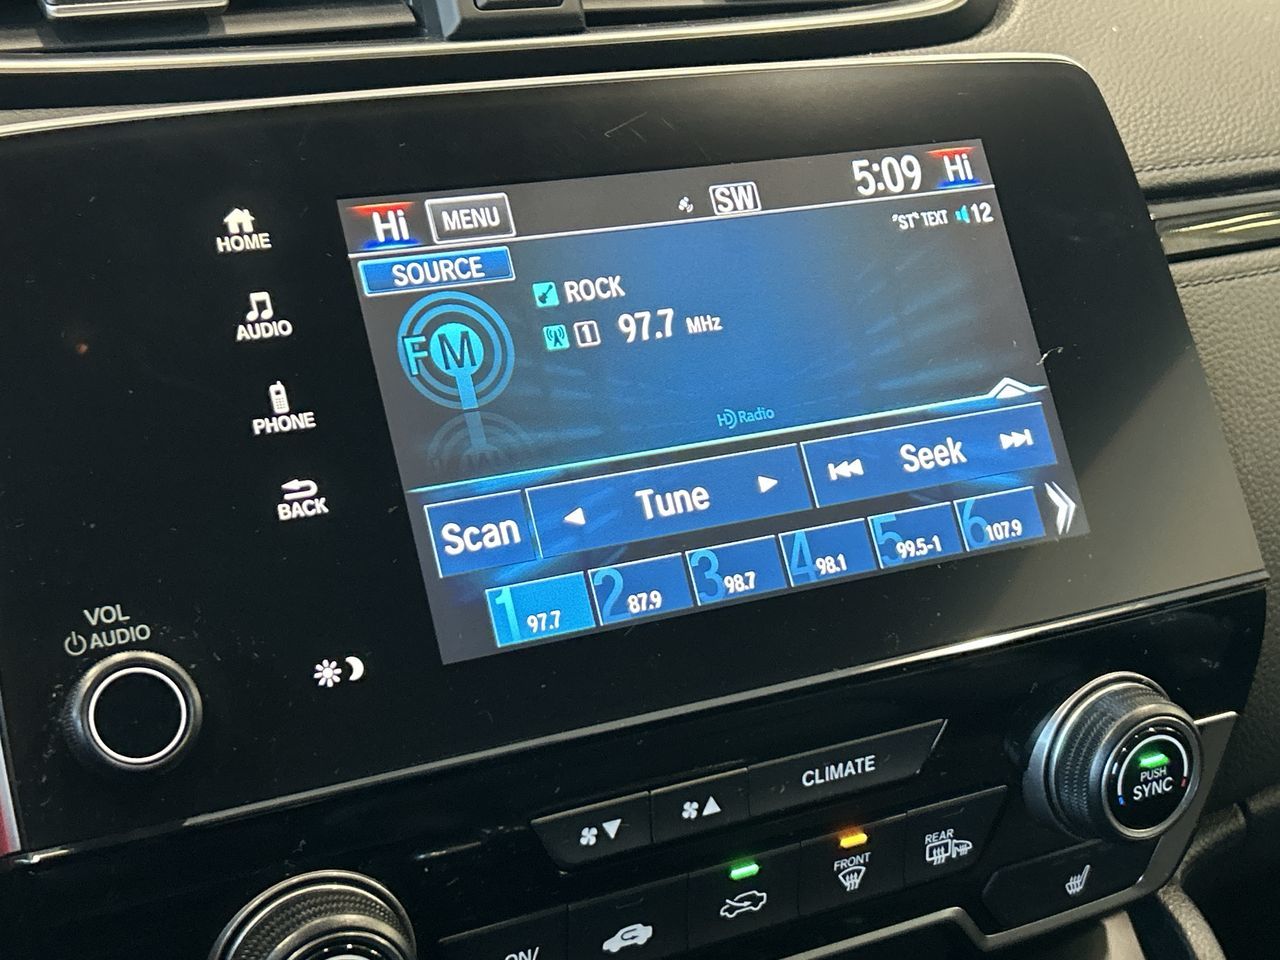 Hi MENU SW 5:09 Hi
"ST" TEXT 12
HOME
SOURCE
ROCK
1 97.7 MHz
FM
AUDIO
PHONE
HD Radio
BACK
Scan Tune Seek
1 97.7 2 87.9 3 98.7 4 98.1 5 99.5-1 6 107.9
VOL
AUDIO
CLIMATE
PUSH
SYNC
FRONT
REAR
ON/